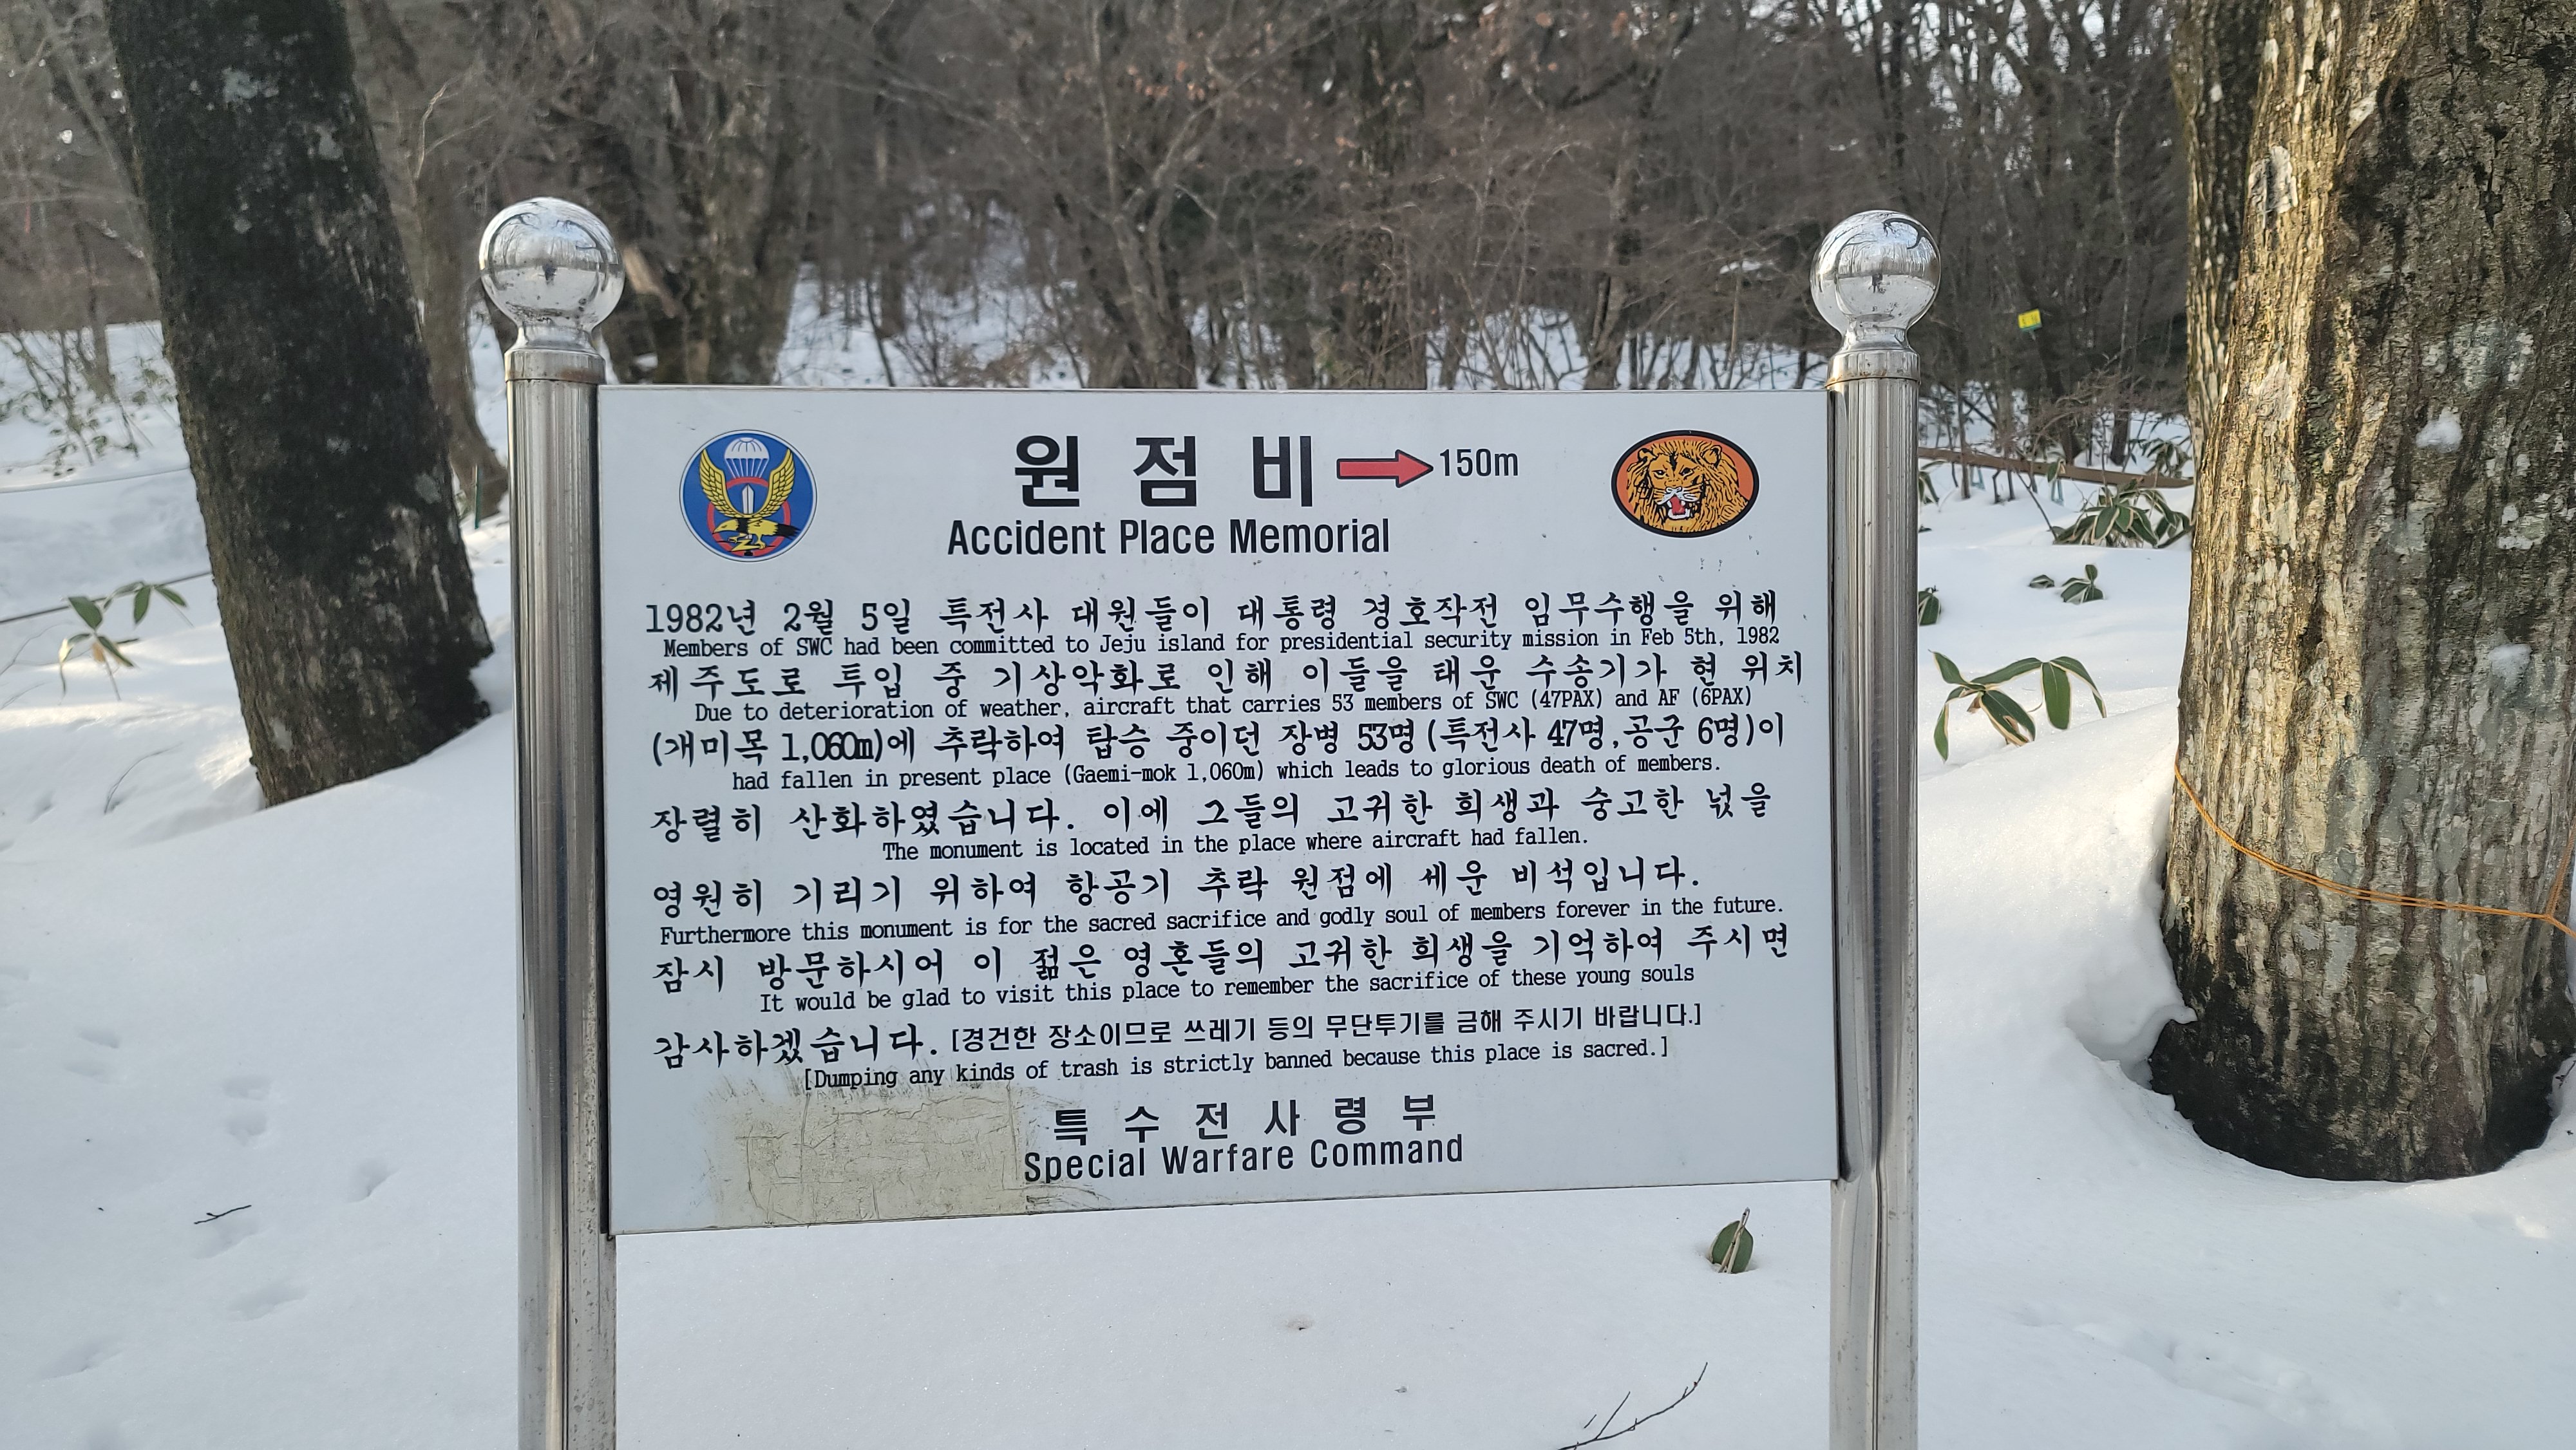 원 점 비 150m
Accident Place Memorial
1982년 2월 5일 특전사 대원들이 대통령 경호작전 임무수행을 위해
Members of SWC had been committed to Jeju island for presidential security mission in Feb 5th, 1982
제주도로 투입 중 기상악화로 인해 이들을 태운 수송기가 현 위치
Due to deterioration of weather, aircraft that carries 53 members of SWC (47PAX) and AF (6PAX)
(개미목 1,060m)에 추락하여 탑승 중이던 장병 53명(특전사 47명,공군 6명)이
had fallen in present place (Gaemi-mok 1,060m) which leads to glorious death of members.
장렬히 산화하였습니다. 이에 그들의 고귀한 희생과 숭고한 넋을
The monument is located in the place where aircraft had fallen.
영원히 기리기 위하여 항공기 추락 원점에 세운 비석입니다.
Furthermore this monument is for the sacred sacrifice and godly soul of members forever in the future.
잠시 방문하시어 이 젊은 영혼들의 고귀한 희생을 기억하여 주시면
It would be glad to visit this place to remember the sacrifice of these young souls
감사하겠습니다. [경건한 장소이므로 쓰레기 등의 무단투기를 금해 주시기 바랍니다.]
[Dumping any kinds of trash is strictly banned because this place is sacred.]
특 수 전 사 령 부
Special Warfare Command